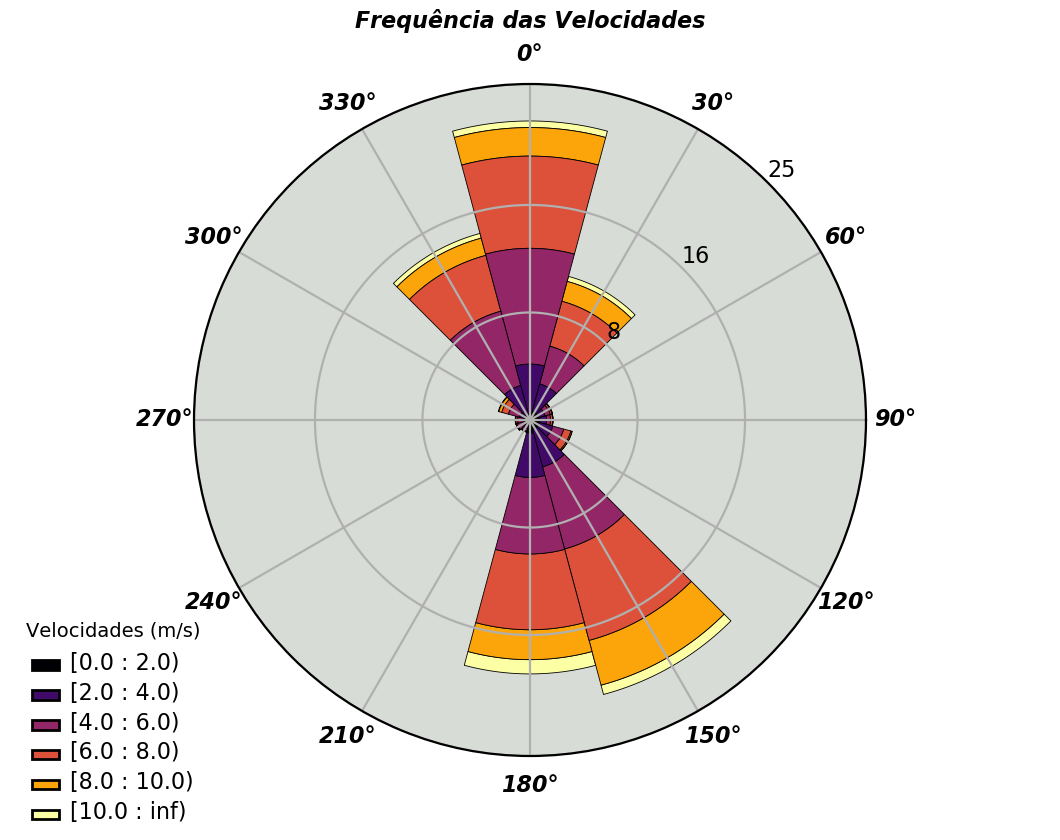 Frequência das Velocidades
0°
330°
30°
25
300°
60°
16
8
270°
90°
240°
120°
210°
150°
180°
Velocidades (m/s)
[0.0 : 2.0)
[2.0 : 4.0)
[4.0 : 6.0)
[6.0 : 8.0)
[8.0 : 10.0)
[10.0 : inf)